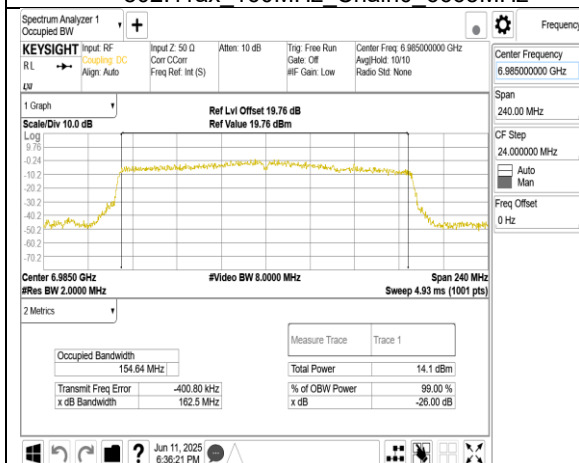 Spectrum Analyzer 1
Occupied BW
Frequency
KEYSIGHT
RL
Input: RF
Coupling: DC
Align: Auto
Input Z: 50 Ω
Corr CCorr
Freq Ref: Int (S)
Atten: 10 dB
Trig: Free Run
Gate: Off
#IF Gain: Low
Center Freq: 6.985000000 GHz
Avg|Hold: 10/10
Radio Std: None
LXI
Center Frequency
6.985000000 GHz
Span
240.00 MHz
CF Step
24.000000 MHz
Auto
Man
Freq Offset
0 Hz
1 Graph
Scale/Div 10.0 dB
Ref Lvl Offset 19.76 dB
Ref Value 19.76 dBm
Log
9.76
-0.24
-10.2
-20.2
-30.2
-40.2
-50.2
-60.2
-70.2
Center 6.9850 GHz
#Res BW 2.0000 MHz
#Video BW 8.0000 MHz
Span 240 MHz
Sweep 4.93 ms (1001 pts)
2 Metrics
Measure Trace Trace 1
Occupied Bandwidth
154.64 MHz
Total Power 14.1 dBm
Transmit Freq Error -400.80 kHz
% of OBW Power 99.00 %
x dB Bandwidth 162.5 MHz
x dB -26.00 dB
?
Jun 11, 2025
6:36:21 PM